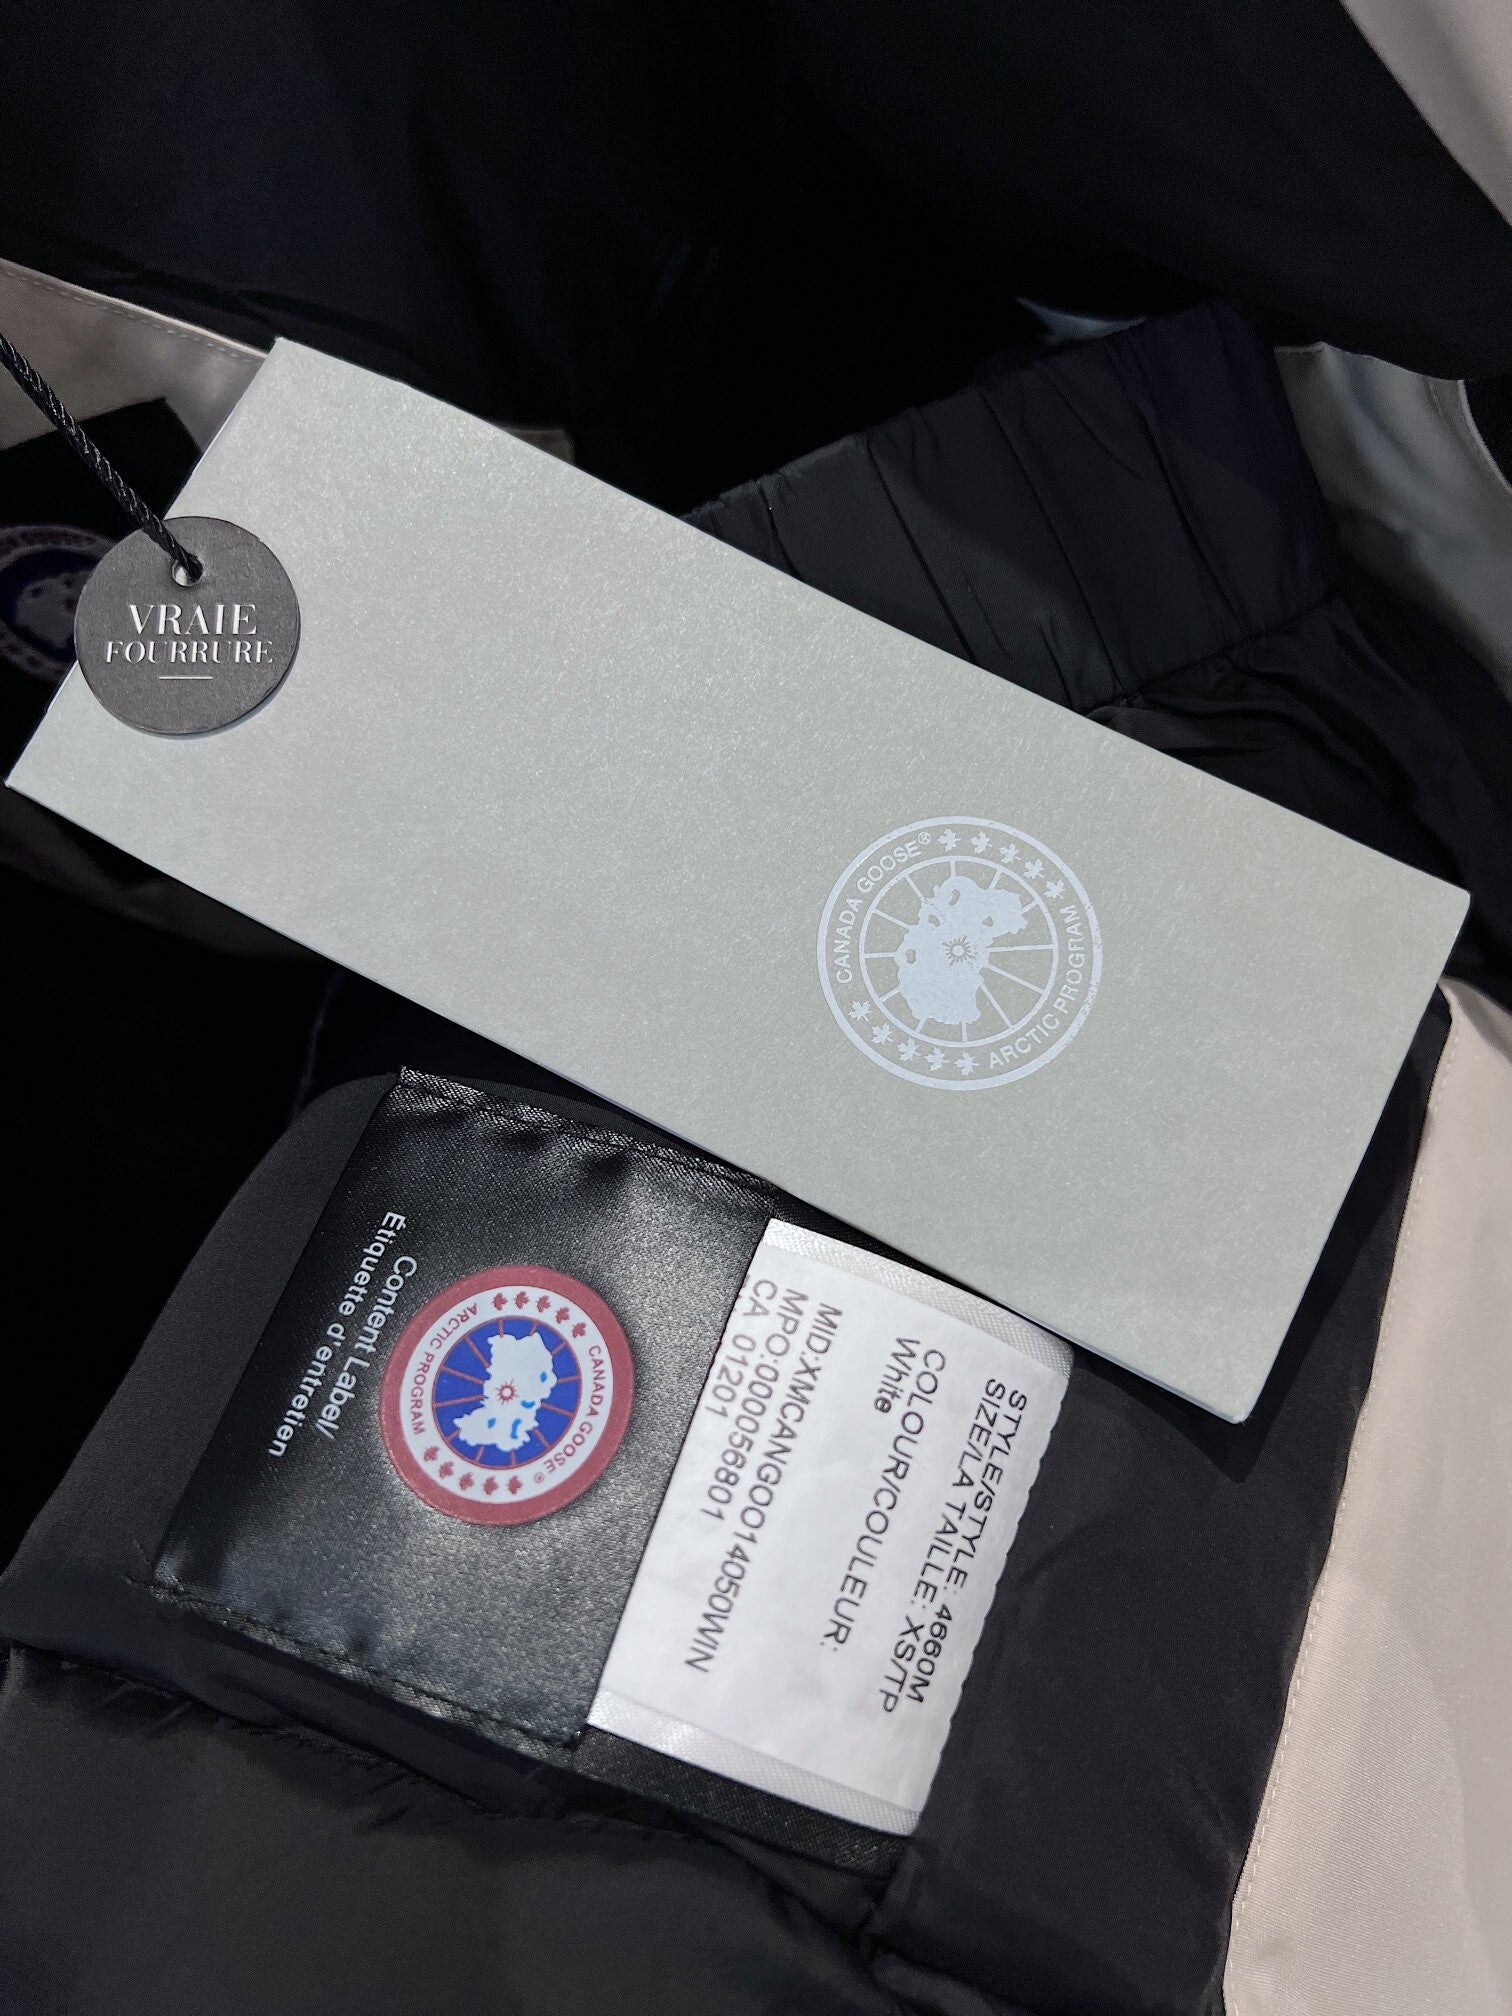 VRAIE
FOURRURE
CANADA GOOSE®
ARCTIC PROGRAM
Content Label/
Étiquette d'entretien
ARCTIC PROGRAM
CANADA GOOSE®
STYLE/STYLE: 4660M
SIZE/LA TAILLE: XS/TP
COLOUR/COULEUR:
White
MID:XMCANGOO14050WIN
MPO:0000056801
CA 01201